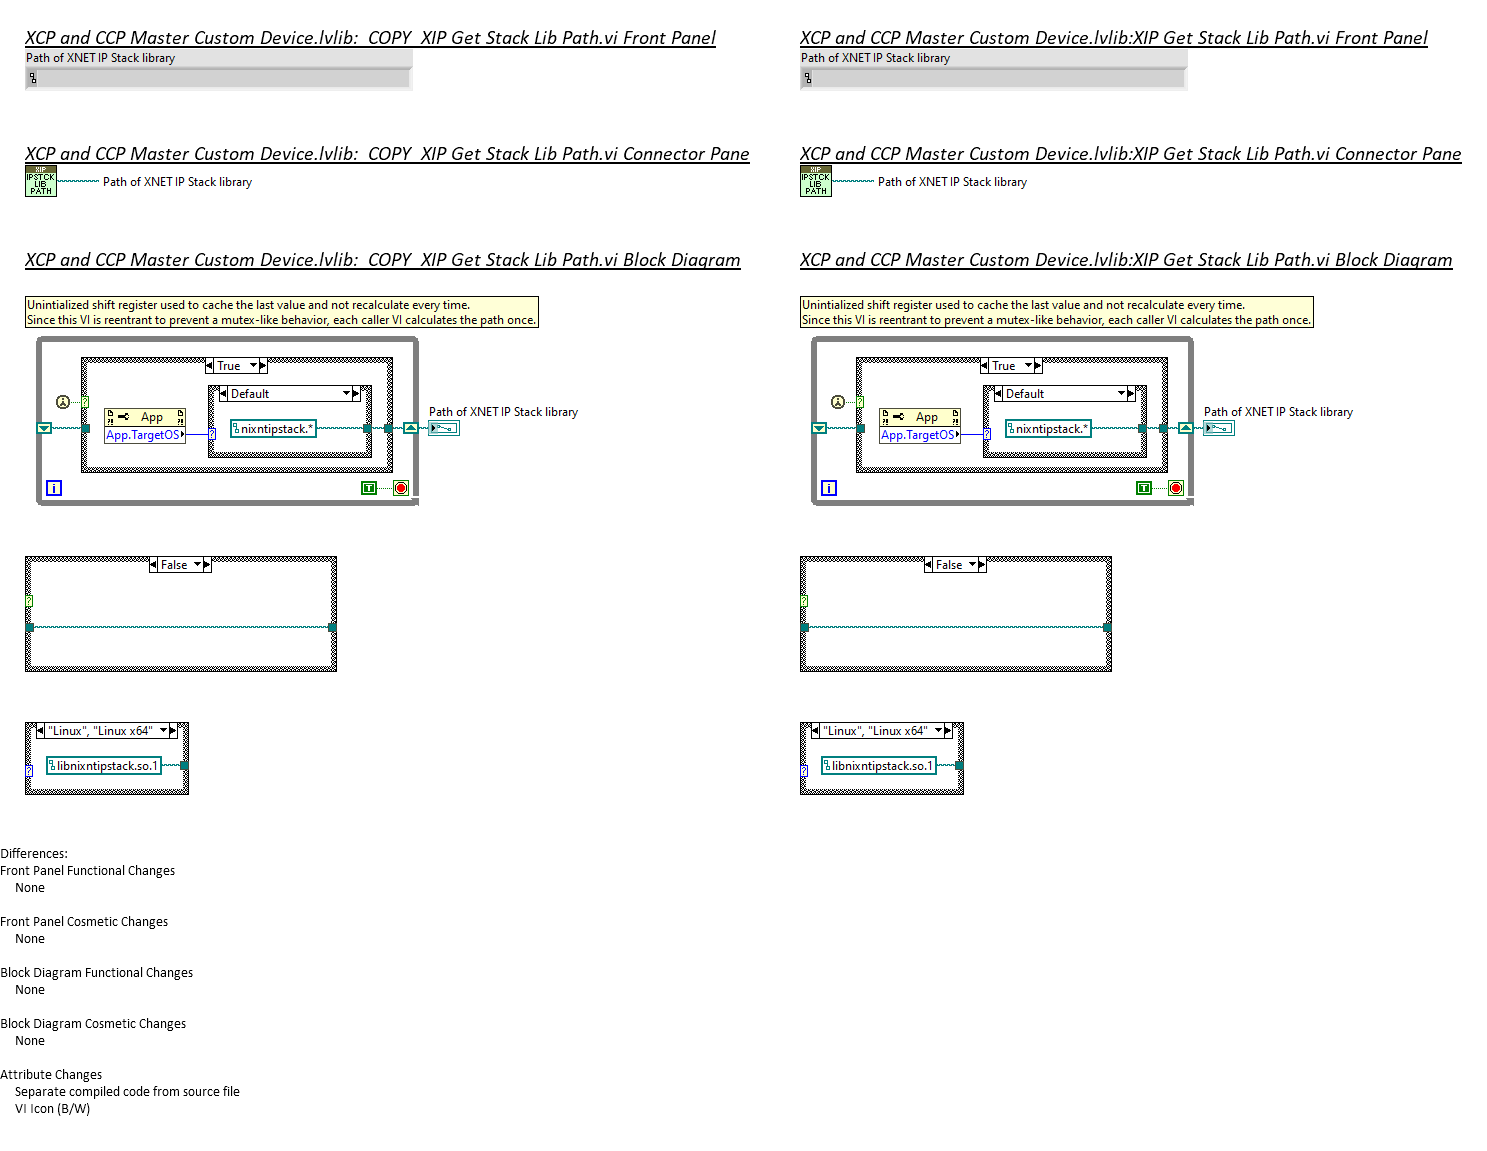 XCP and CCP Master Custom Device.lvlib:_COPY_XIP Get Stack Lib Path.vi Front Panel
Path of XNET IP Stack library
XCP and CCP Master Custom Device.lvlib:XIP Get Stack Lib Path.vi Front Panel
Path of XNET IP Stack library
XCP and CCP Master Custom Device.lvlib:_COPY_XIP Get Stack Lib Path.vi Connector Pane
XIP
IPSTCK
LIB
PATH
Path of XNET IP Stack library
XCP and CCP Master Custom Device.lvlib:XIP Get Stack Lib Path.vi Connector Pane
XIP
IPSTCK
LIB
PATH
Path of XNET IP Stack library
XCP and CCP Master Custom Device.lvlib:_COPY_XIP Get Stack Lib Path.vi Block Diagram
Unintialized shift register used to cache the last value and not recalculate every time.
Since this VI is reentrant to prevent a mutex-like behavior, each caller VI calculates the path once.
True
Default
App
App.TargetOS
nixntipstack.*
Path of XNET IP Stack library
?
?
i
T
False
?
"Linux", "Linux x64"
?
libnixntipstack.so.1
XCP and CCP Master Custom Device.lvlib:XIP Get Stack Lib Path.vi Block Diagram
Unintialized shift register used to cache the last value and not recalculate every time.
Since this VI is reentrant to prevent a mutex-like behavior, each caller VI calculates the path once.
True
Default
App
App.TargetOS
nixntipstack.*
Path of XNET IP Stack library
?
?
i
T
False
?
"Linux", "Linux x64"
?
libnixntipstack.so.1
Differences:
Front Panel Functional Changes
None
Front Panel Cosmetic Changes
None
Block Diagram Functional Changes
None
Block Diagram Cosmetic Changes
None
Attribute Changes
Separate compiled code from source file
VI Icon (B/W)